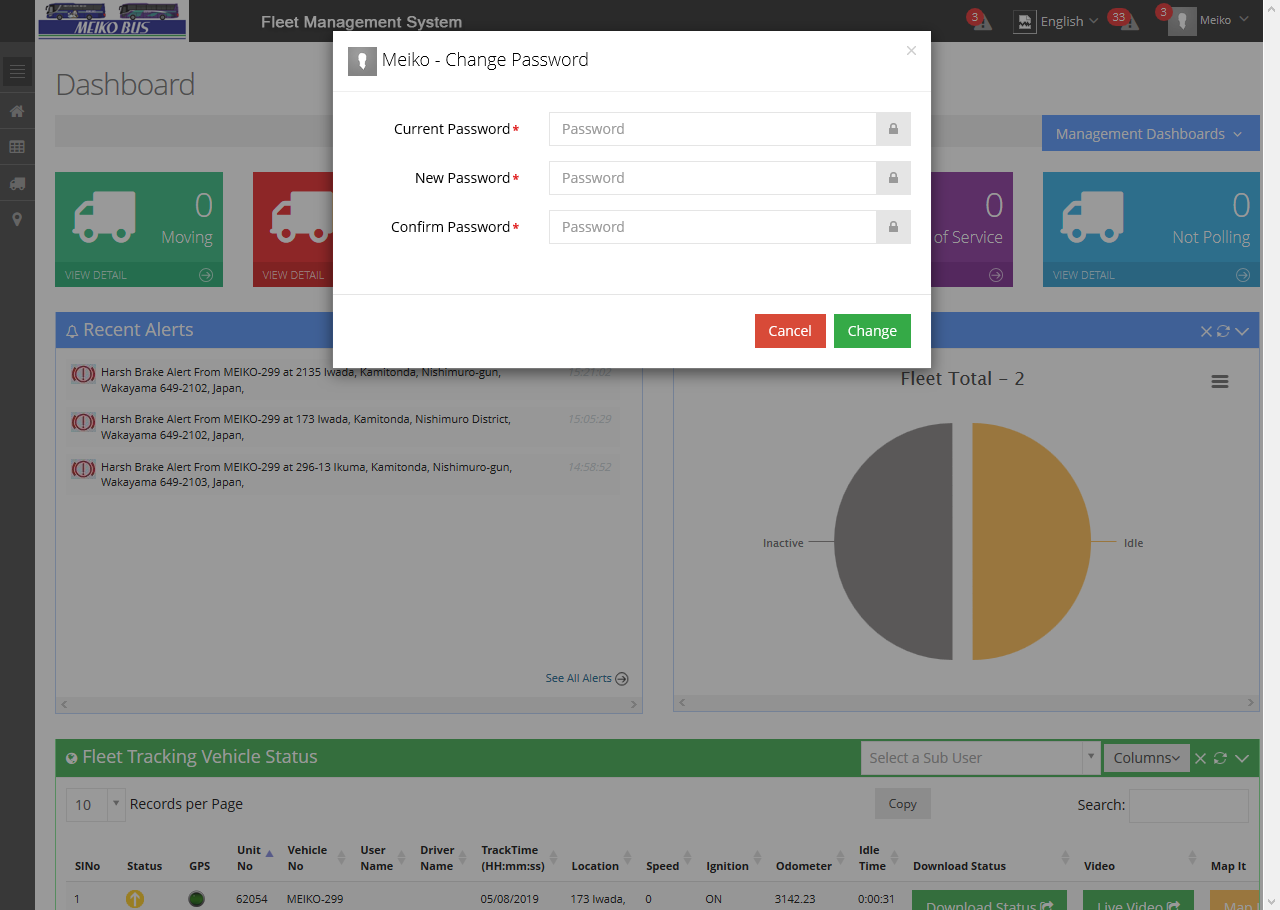 MEIKO BUS
Fleet Management System
3
English
33
3
Meiko
Meiko - Change Password
×
Dashboard
Current Password*
Password
New Password*
Password
Confirm Password*
Password
Cancel
Change
Management Dashboards
0
Moving
VIEW DETAIL
VIEW DETAIL
0
of Service
0
Not Polling
VIEW DETAIL
Recent Alerts
Harsh Brake Alert From MEIKO-299 at 2135 Iwada, Kamitonda, Nishimuro-gun,
Wakayama 649-2102, Japan,
15:21:02
Harsh Brake Alert From MEIKO-299 at 173 Iwada, Kamitonda, Nishimuro District,
Wakayama 649-2102, Japan,
15:05:29
Harsh Brake Alert From MEIKO-299 at 296-13 Ikuma, Kamitonda, Nishimuro-gun,
Wakayama 649-2103, Japan,
14:58:52
See All Alerts
Fleet Total - 2
Inactive
Idle
Fleet Tracking Vehicle Status
Select a Sub User
Columns
10
Records per Page
Copy
Search:
SlNo
Status
GPS
Unit
No
Vehicle
No
User
Name
Driver
Name
TrackTime
(HH:mm:ss)
Location
Speed
Ignition
Odometer
Idle
Time
Download Status
Video
Map It
1
62054
MEIKO-299
05/08/2019
173 Iwada,
0
ON
3142.23
0:00:31
Download Status
Live Video
Map I